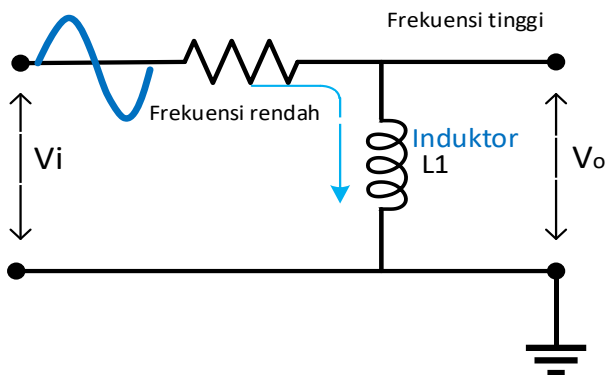 Frekuensi tinggi
Frekuensi rendah
Vi
Induktor
L1
Vo